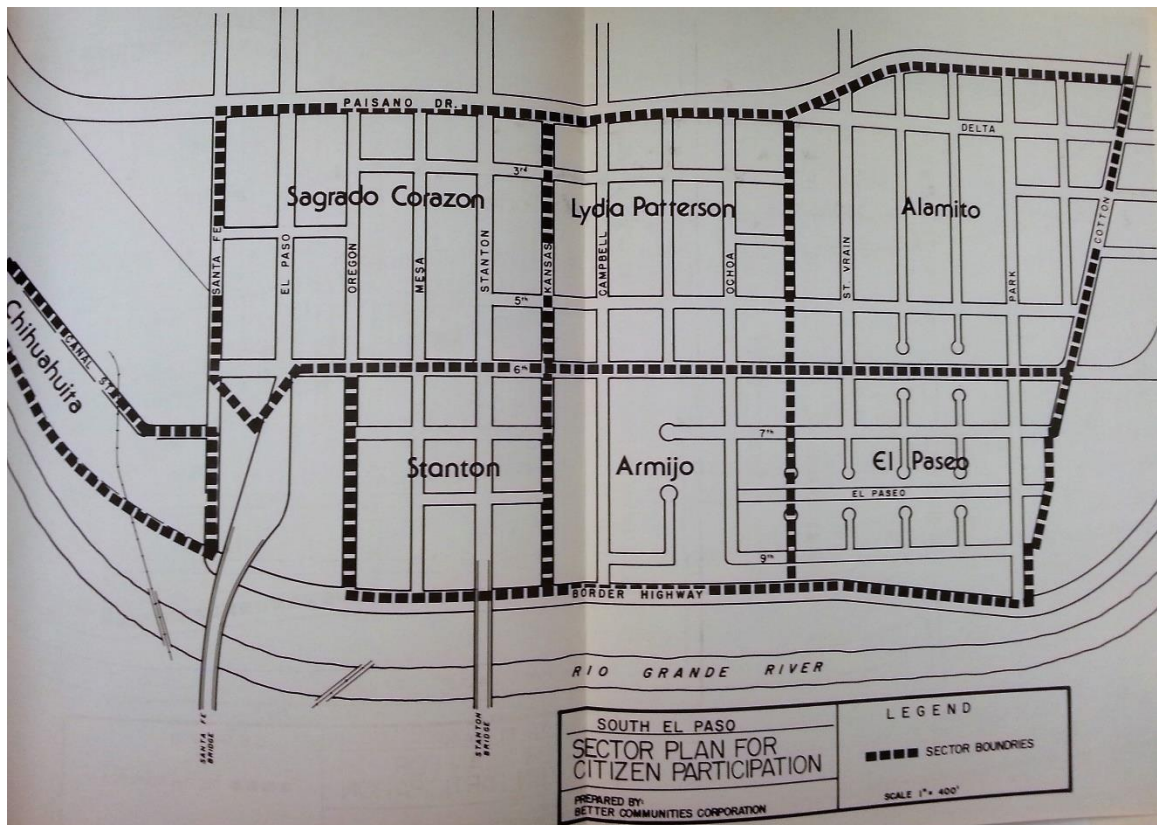 PAISANO DR.
DELTA
3rd
Sagrado Corazon
Lydia Patterson
Alamito
SANTA FE
EL PASO
OREGON
MESA
STANTON
KANSAS
CAMPBELL
OCHOA
ST. VRAIN
PARK
COTTON
5th
Chihuahuita
CANAL ST.
6th
7th
Stanton
Armijo
El Paseo
EL PASEO
9th
BORDER HIGHWAY
RIO GRANDE RIVER
SANTA FE
BRIDGE
STANTON
BRIDGE
SOUTH EL PASO
SECTOR PLAN FOR
CITIZEN PARTICIPATION
PREPARED BY:
BETTER COMMUNITIES CORPORATION
LEGEND
SECTOR BOUNDRIES
SCALE 1"= 400'